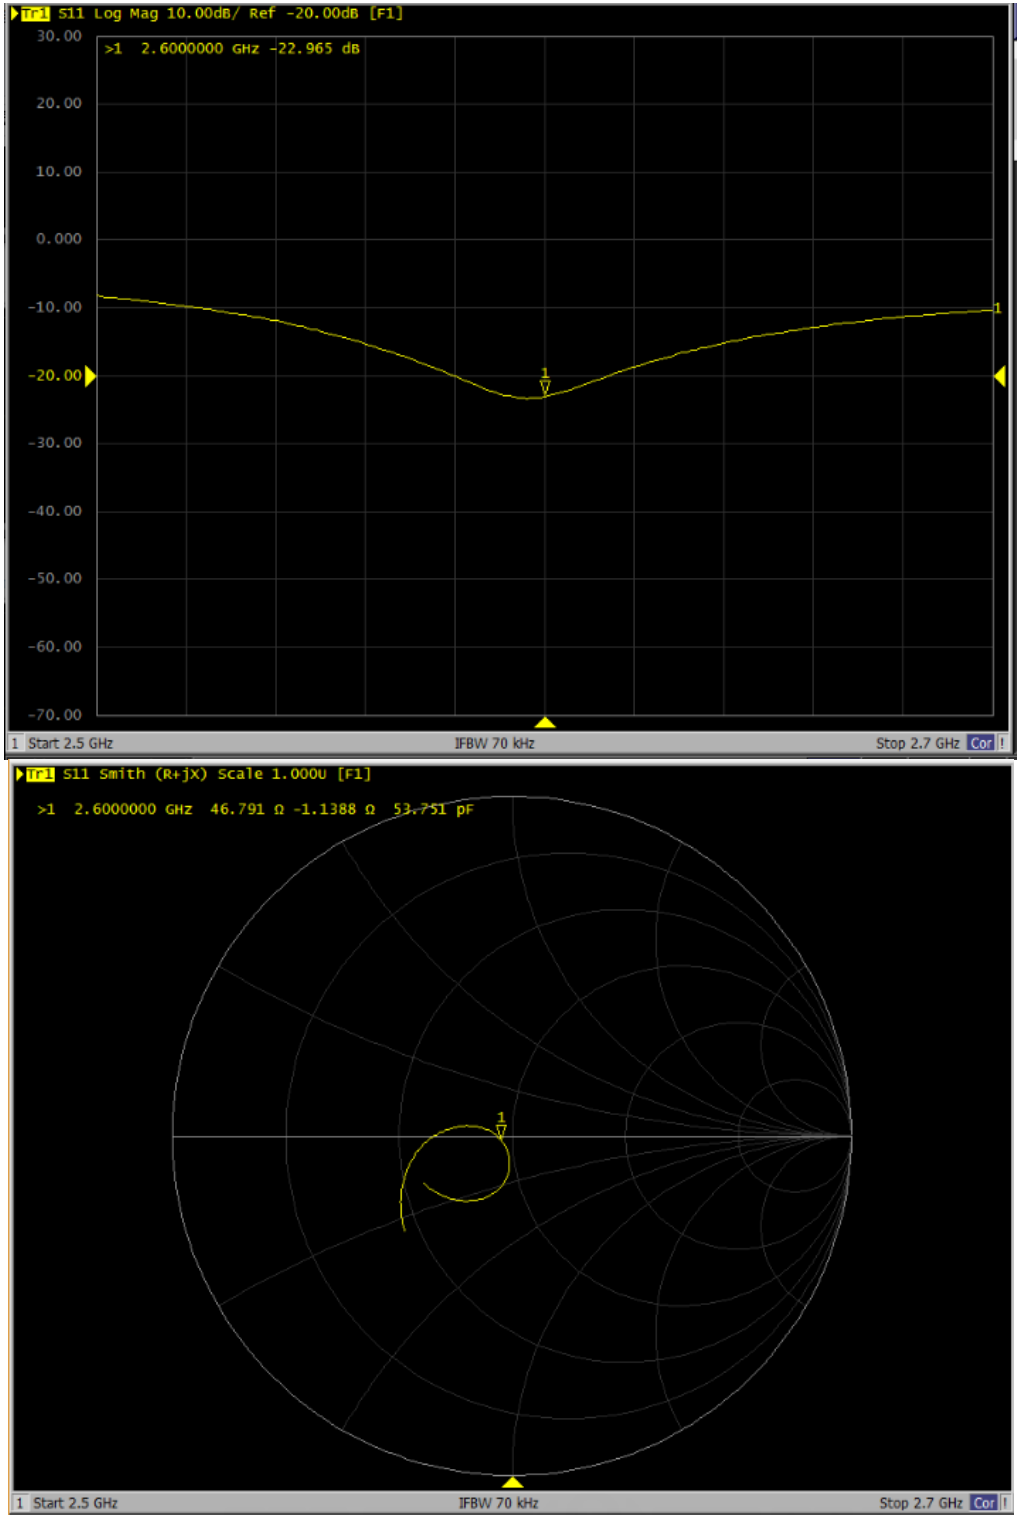 Tr1 S11 Log Mag 10.00dB/ Ref -20.00dB [F1]
30.00
>1 2.6000000 GHz -22.965 dB
20.00
10.00
0.000
-10.00
1
-20.00
1
-30.00
-40.00
-50.00
-60.00
-70.00
1 Start 2.5 GHz IFBW 70 kHz Stop 2.7 GHz Cor !
Tr1 S11 Smith (R+jX) Scale 1.000U [F1]
>1 2.6000000 GHz 46.791 Ω -1.1388 Ω 53.751 pF
1
1 Start 2.5 GHz IFBW 70 kHz Stop 2.7 GHz Cor !